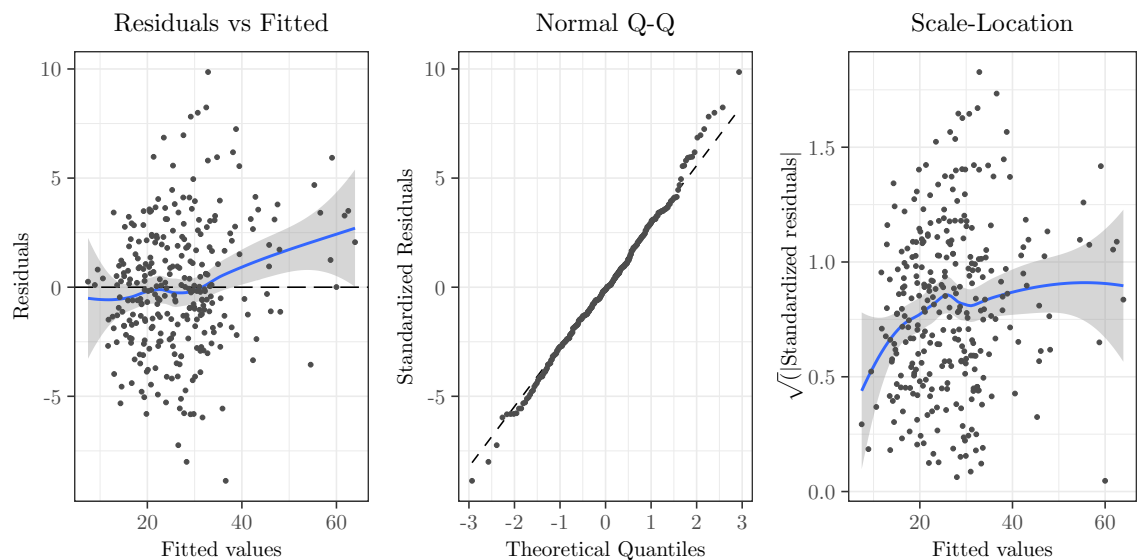 Residuals vs Fitted
Normal Q-Q
Scale-Location
Residuals
10
5
0
-5
20
40
60
Fitted values
Standardized Residuals
10
5
0
-5
-3
-2
-1
0
1
2
3
Theoretical Quantiles
√(|Standardized residuals|
1.5
1.0
0.5
0.0
20
40
60
Fitted values